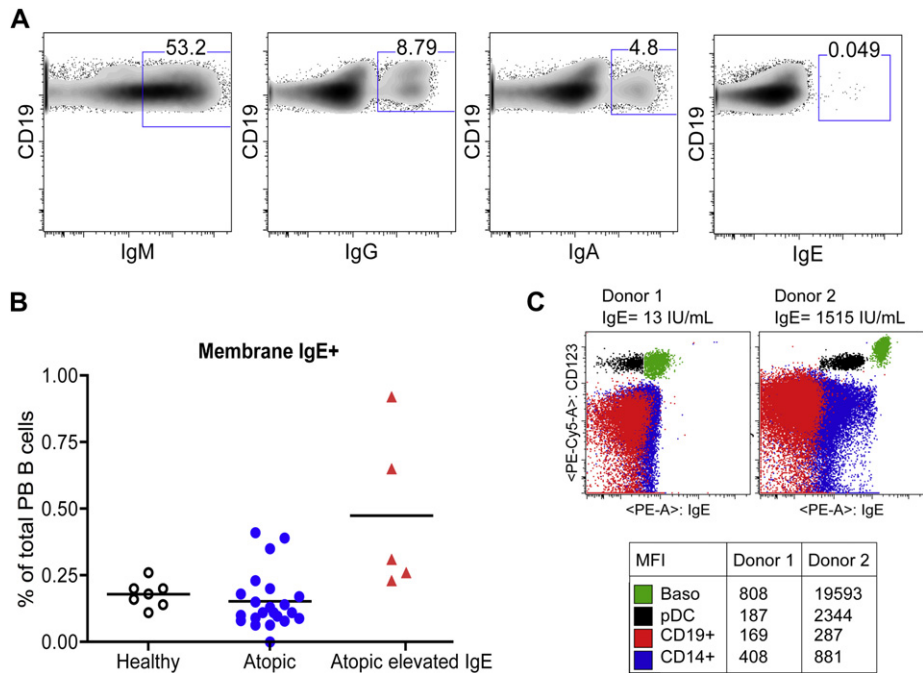 A
53.2
8.79
4.8
0.049
CD19
CD19
CD19
CD19
IgM
IgG
IgA
IgE
B
Membrane IgE+
% of total PB B cells
1.00
0.75
0.50
0.25
0.00
Healthy
Atopic
Atopic elevated IgE
C
Donor 1
IgE= 13 IU/mL
Donor 2
IgE= 1515 IU/mL
<PE-Cy5-A>: CD123
<PE-A>: IgE
<PE-A>: IgE
MFI Donor 1 Donor 2
Baso 808 19593
pDC 187 2344
CD19+ 169 287
CD14+ 408 881